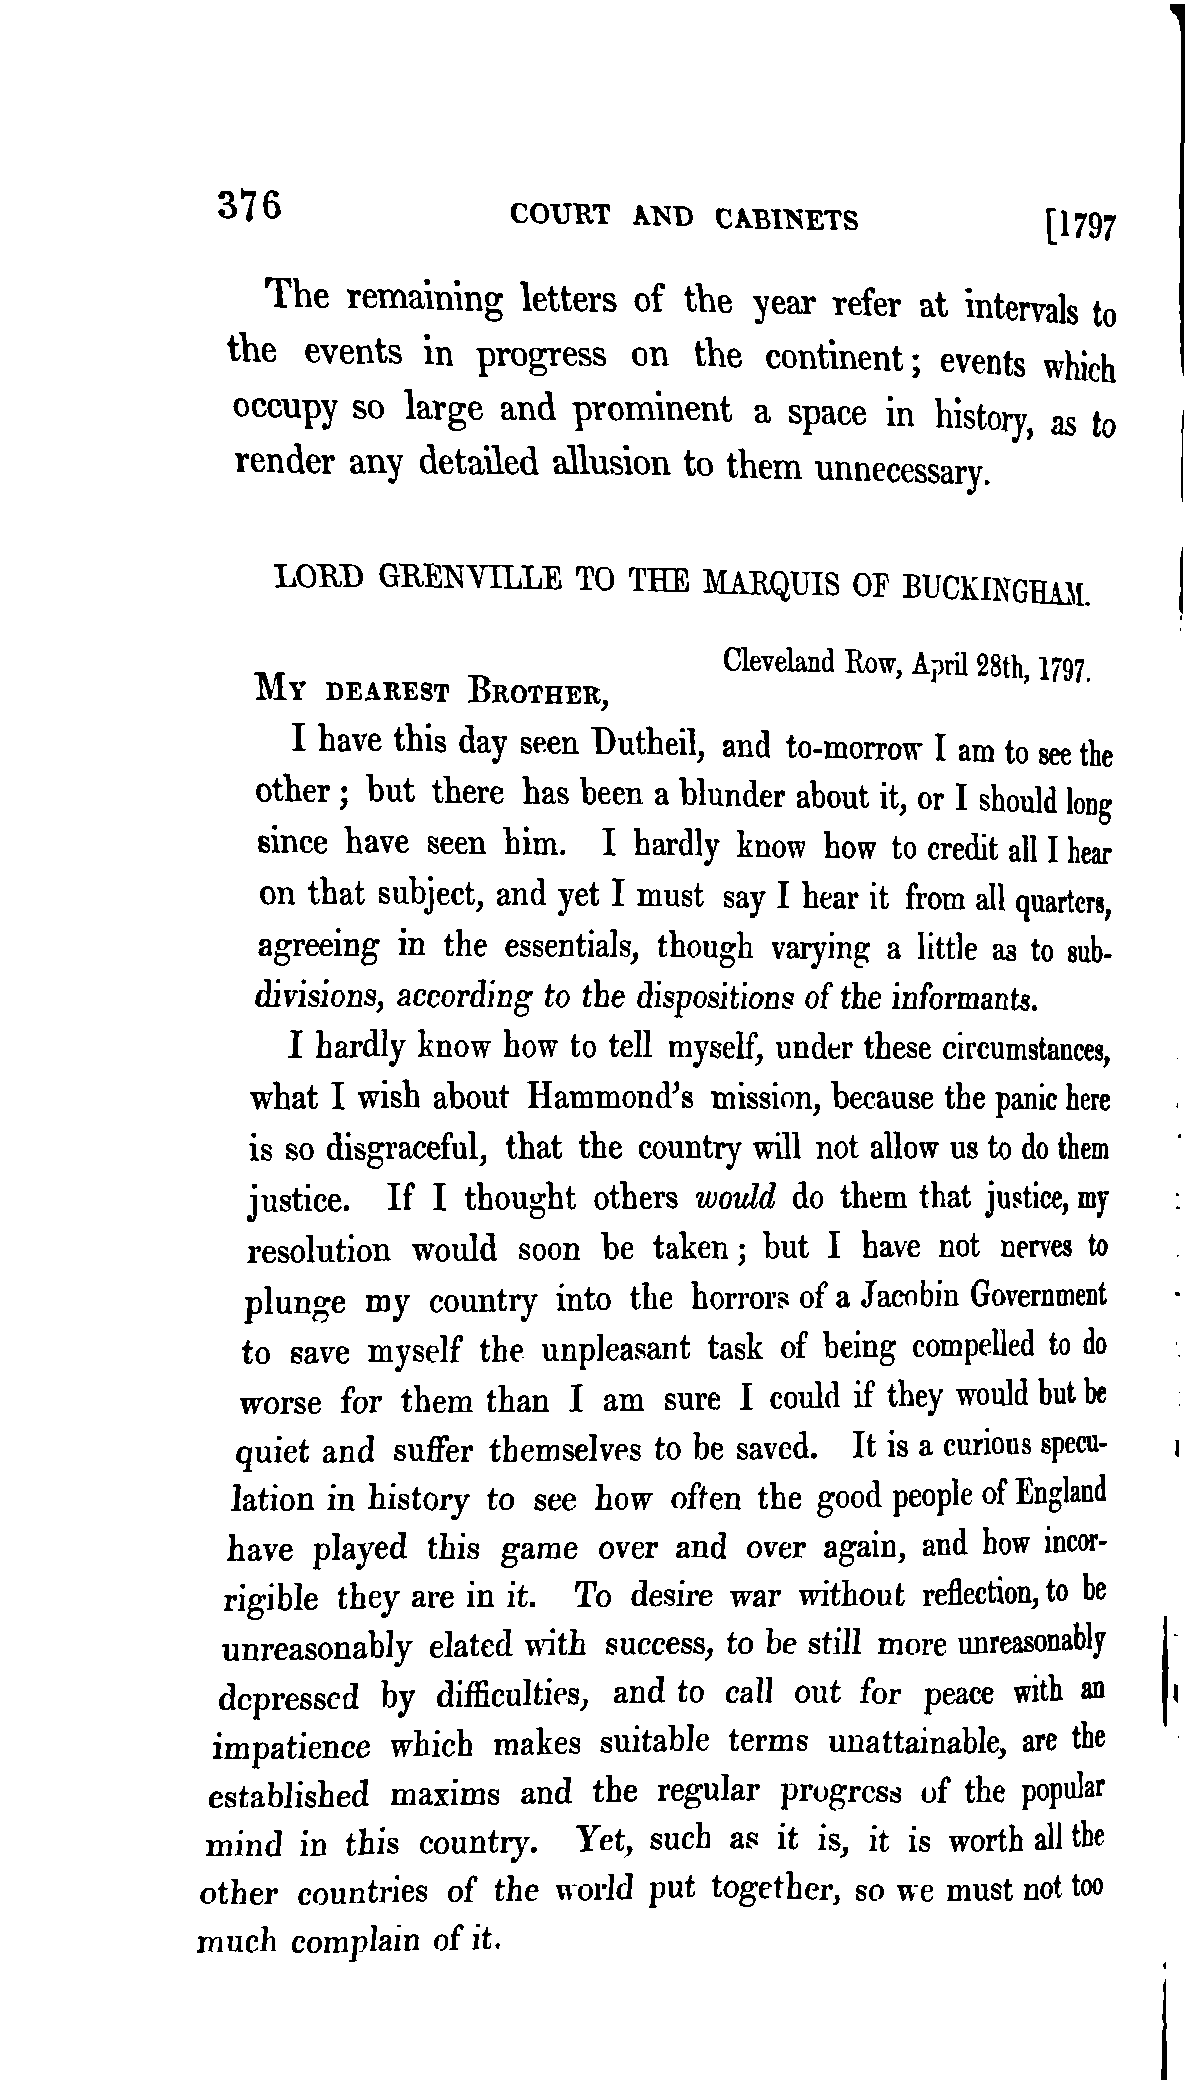 376 COURT AND CABINETS [1797
The remaining letters of the year refer at intervals to
the events in progress on the continent; events which
occupy so large and prominent a space in history, as to
render any detailed allusion to them unnecessary.
LORD GRENVILLE TO THE MARQUIS OF BUCKINGHAM.
Cleveland Row, April 28th, 1797.
MY DEAREST BROTHER,
I have this day seen Dutheil, and to-morrow I am to see the
other; but there has been a blunder about it, or I should long
since have seen him. I hardly know how to credit all I hear
on that subject, and yet I must say I hear it from all quarters,
agreeing in the essentials, though varying a little as to sub-
divisions, according to the dispositions of the informants.
I hardly know how to tell myself, under these circumstances,
what I wish about Hammond's mission, because the panic here
is so disgraceful, that the country will not allow us to do them
justice. If I thought others would do them that justice, my
resolution would soon be taken; but I have not nerves to
plunge my country into the horrors of a Jacobin Government
to save myself the unpleasant task of being compelled to do
worse for them than I am sure I could if they would but be
quiet and suffer themselves to be saved. It is a curious specu-
lation in history to see how often the good people of England
have played this game over and over again, and how incor-
rigible they are in it. To desire war without reflection, to be
unreasonably elated with success, to be still more unreasonably
depressed by difficulties, and to call out for peace with an
impatience which makes suitable terms unattainable, are the
established maxims and the regular progress of the popular
mind in this country. Yet, such as it is, it is worth all the
other countries of the world put together, so we must not too
much complain of it.